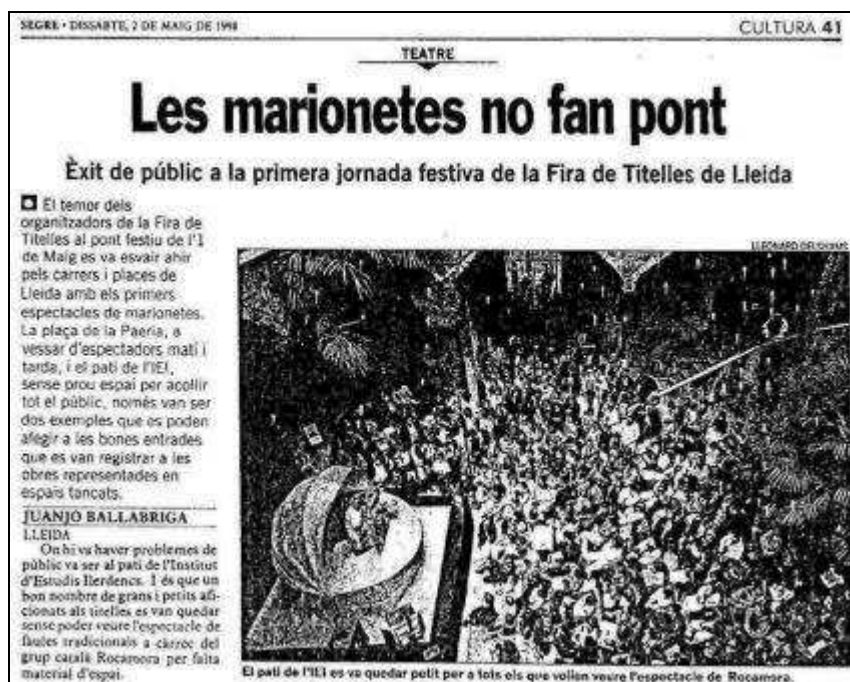 SEGRE · DISSABTE, 2 DE MAIG DE 1998
CULTURA 41
TEATRE
Les marionetes no fan pont
Èxit de públic a la primera jornada festiva de la Fira de Titelles de Lleida
El temor dels
organitzadors de la Fira de
Titelles al pont festiu de l'1
de Maig es va esvair ahir
pels carrers i places de
Lleida amb els primers
espectacles de marionetes.
La plaça de la Paeria, a
vessar d'espectadors matí i
tarda, i el pati de l'IEI,
sense prou espai per acollir
tot el públic, només van ser
dos exemples que es poden
afegir a les bones entrades
que es van registrar a les
obres representades en
espais tancats.
JUANJO BALLABRIGA
LLEIDA
On hi va haver problemes de
públic va ser al pati de l'Institut
d'Estudis Ilerdencs. I és que un
bon nombre de grans i petits afi-
cionats als titelles es van quedar
sense poder veure l'espectacle de
faules tradicionals a càrrec del
grup català Rocamora per falta
material d'espai.
LLEONARD DELSHAMS
El pati de l'IEI es va quedar petit per a tots els que volien veure l'espectacle de Rocamora.